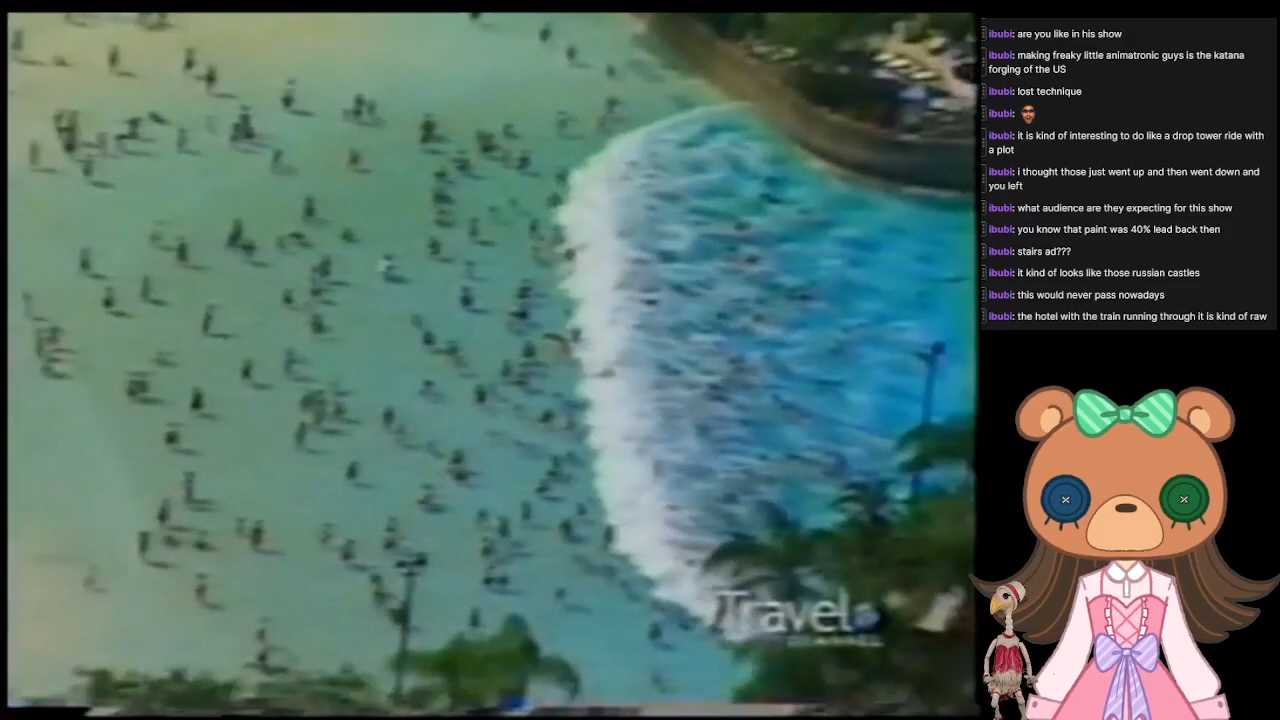 ibubi: are you like in his show
ibubi: making freaky little animatronic guys is the katana
forging of the US
ibubi: lost technique
ibubi:
ibubi: it is kind of interesting to do like a drop tower ride with
a plot
ibubi: i thought those just went up and then went down and
you left
ibubi: what audience are they expecting for this show
ibubi: you know that paint was 40% lead back then
ibubi: stairs ad???
ibubi: it kind of looks like those russian castles
ibubi: this would never pass nowadays
ibubi: the hotel with the train running through it is kind of raw
Travel